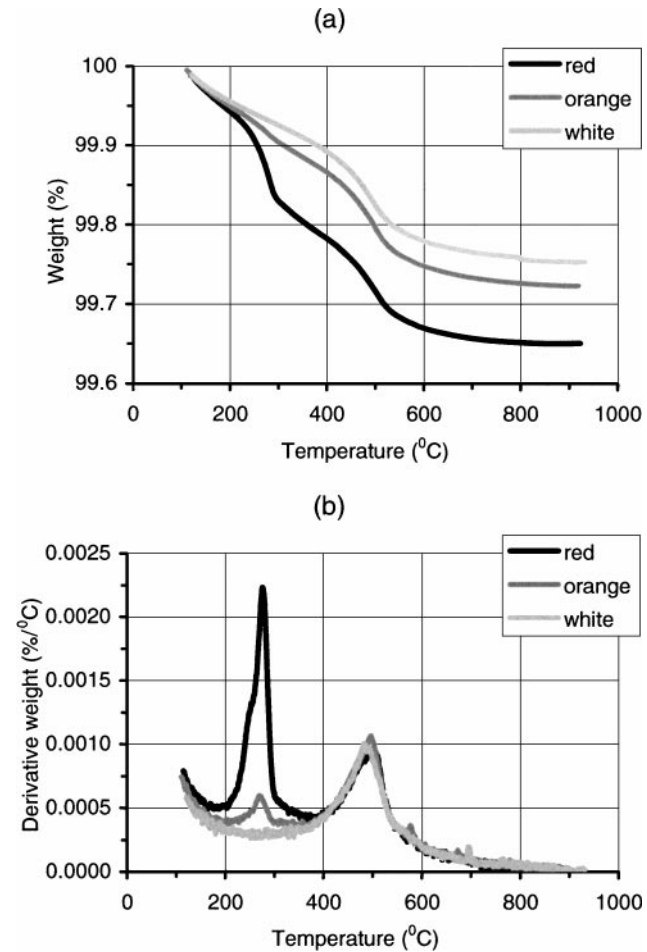 (a)
red
orange
white
100
99.9
99.8
99.7
99.6
Weight (%)
0 200 400 600 800 1000
Temperature (⁰C)
(b)
red
orange
white
0.0025
0.0020
0.0015
0.0010
0.0005
0.0000
Derivative weight (%/⁰C)
0 200 400 600 800 1000
Temperature (⁰C)